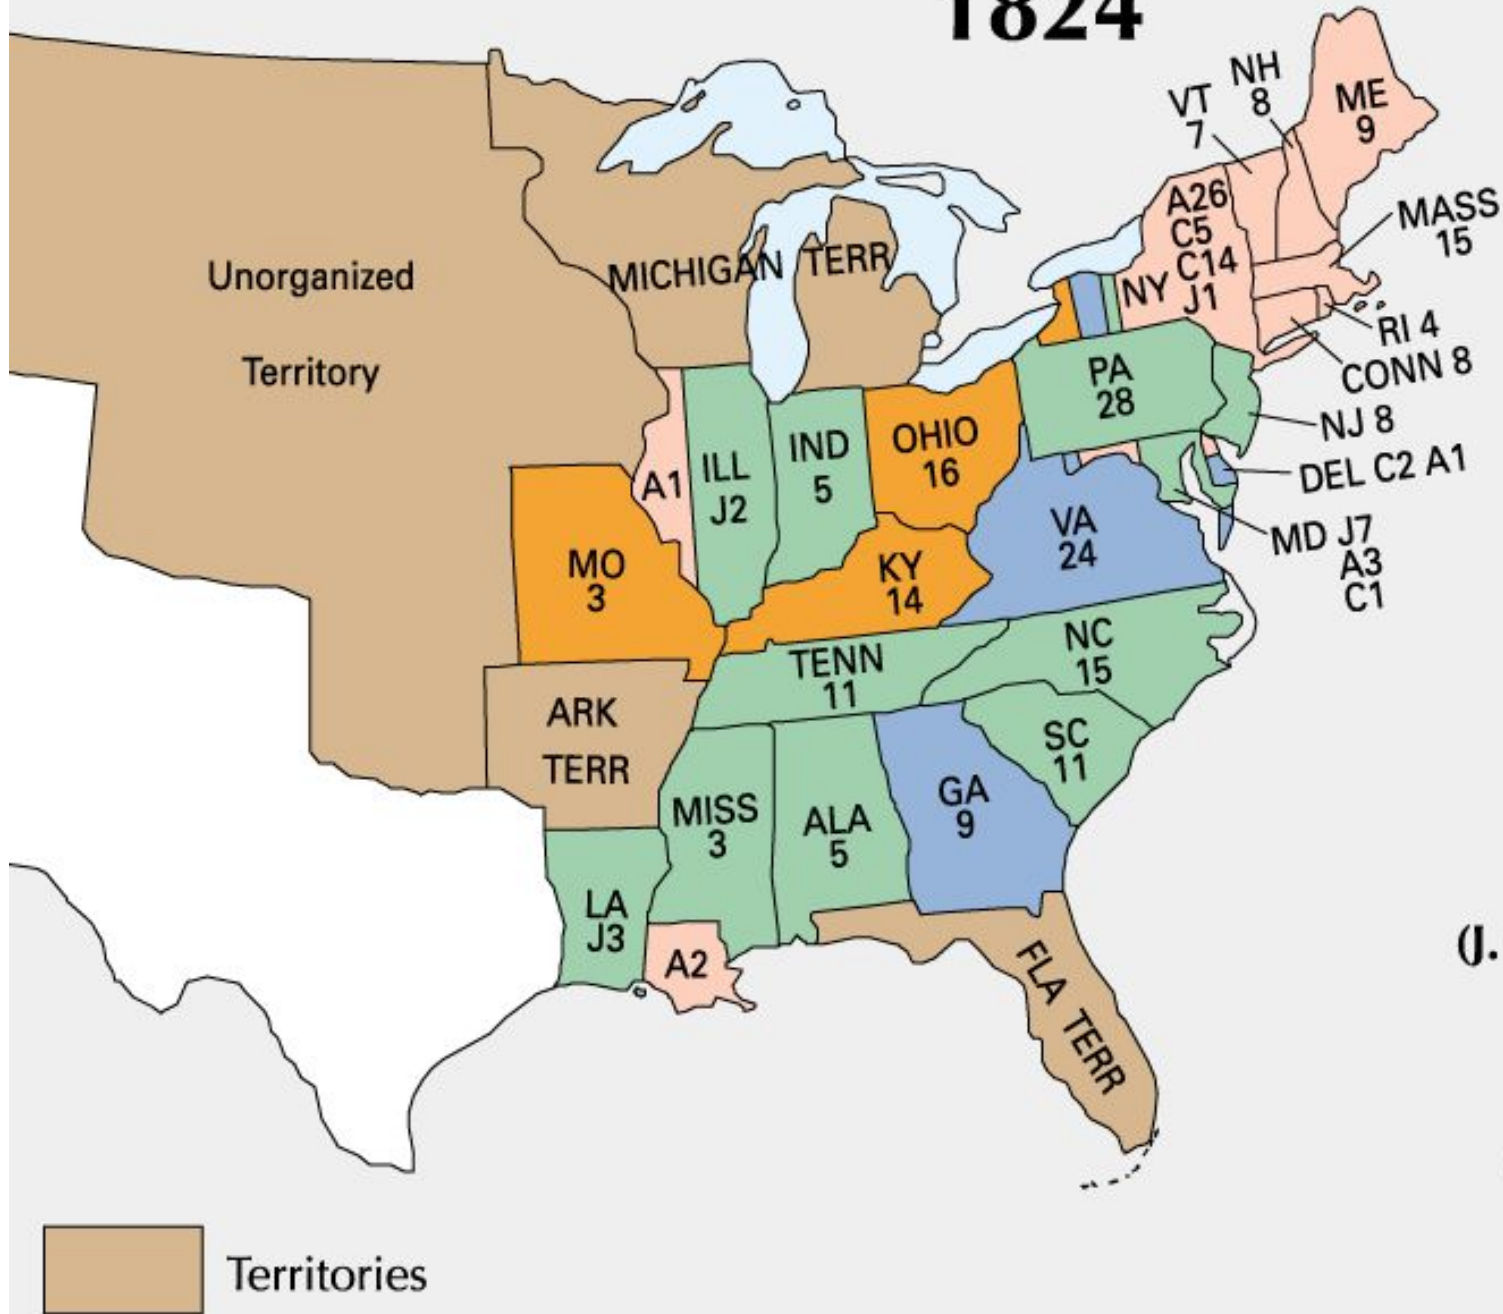 1824
NH
8
VT
7
ME
9
MASS
15
A26
C5
C14
NY
J1
RI 4
CONN 8
NJ 8
DEL C2 A1
MD J7
A3
C1
Unorganized
Territory
MICHIGAN TERR
PA
28
OHIO
16
IND
5
ILL
J2
A1
MO
3
KY
14
VA
24
TENN
11
NC
15
SC
11
ARK
TERR
MISS
3
ALA
5
GA
9
LA
J3
A2
FLA TERR
(J.
Territories